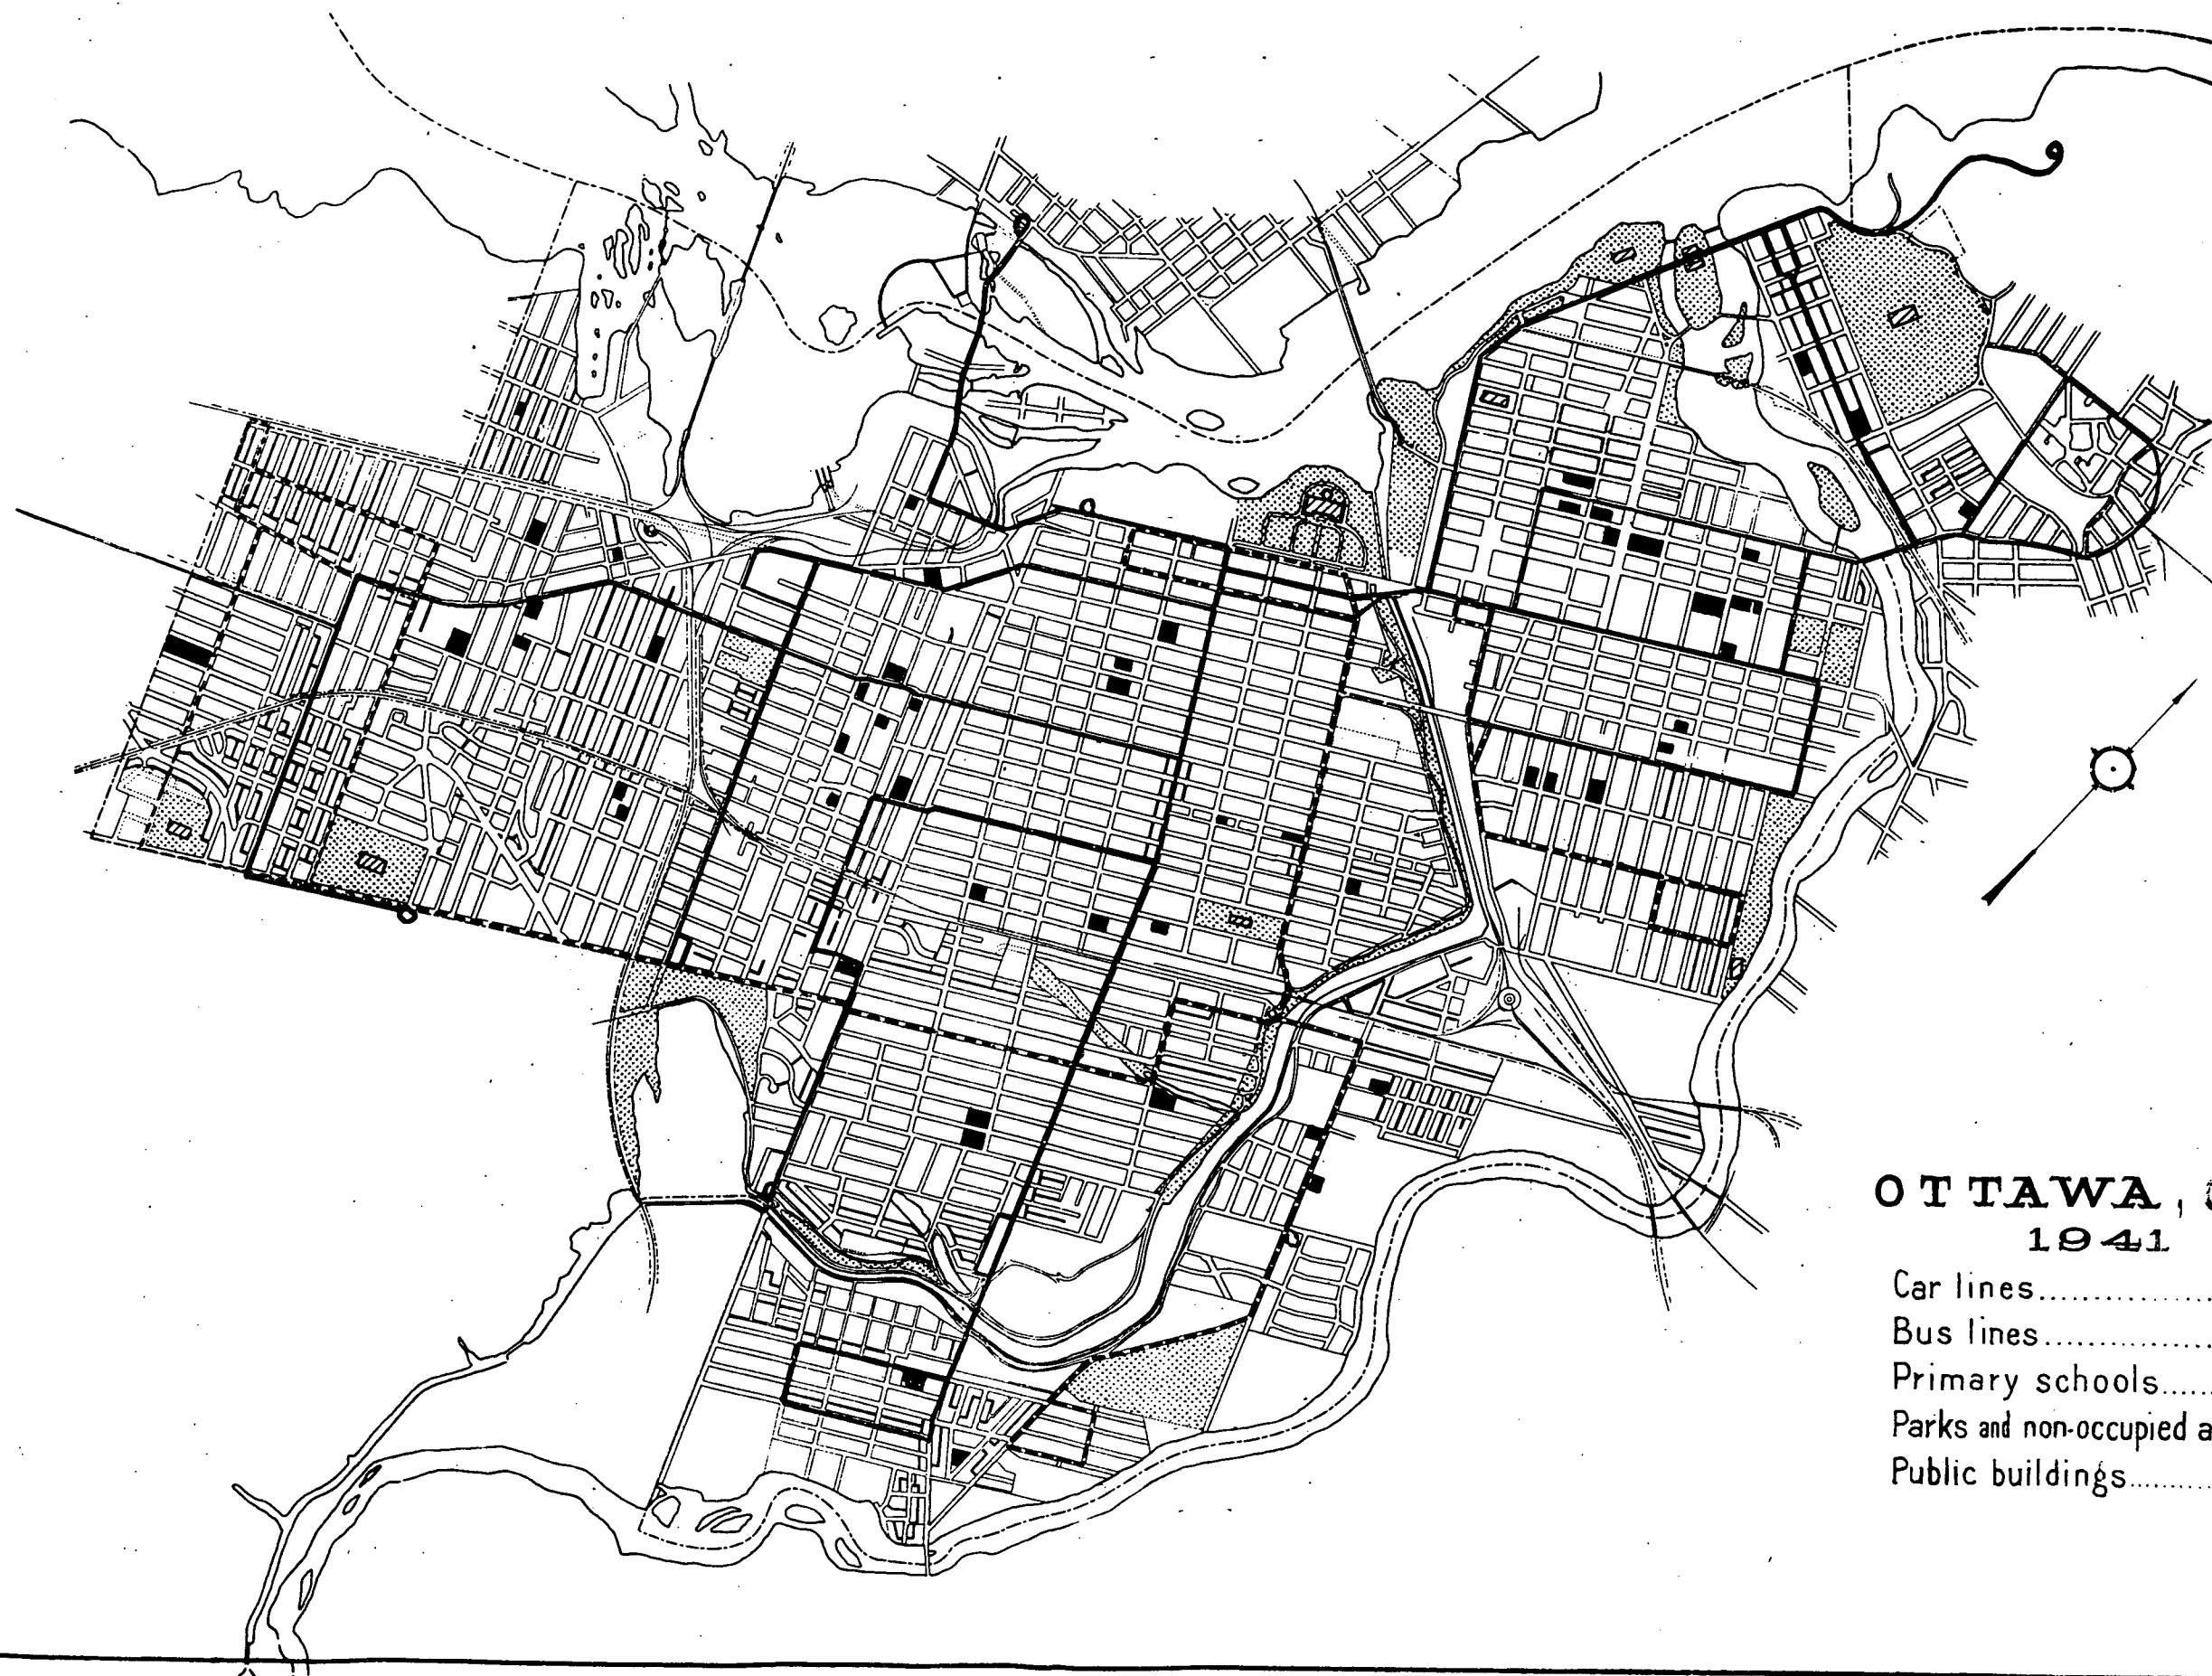 OTTAWA,
1941
Car lines....................
Bus lines...................
Primary schools......
Parks and non-occupied a
Public buildings.............